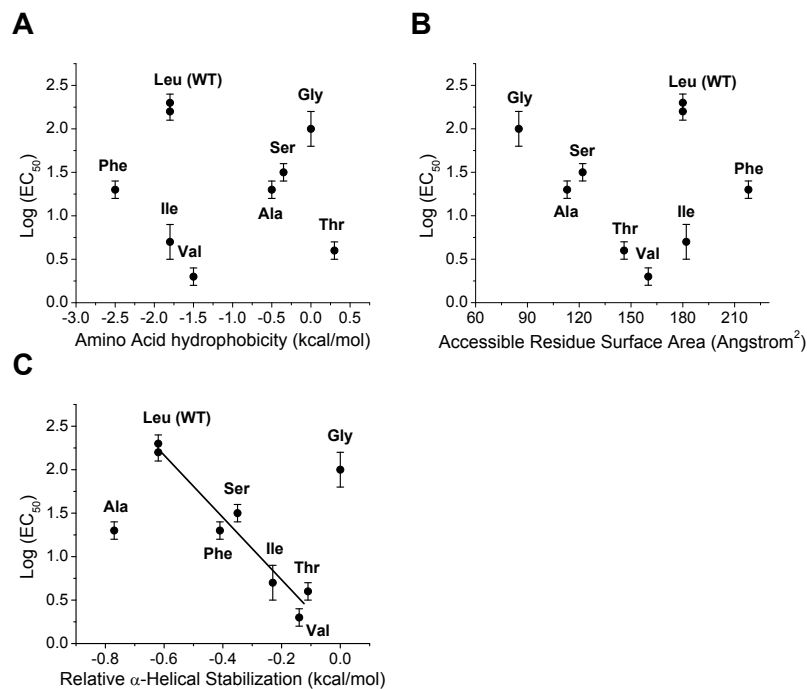 A
Log (EC50)
2.5
2.0
1.5
1.0
0.5
0.0
Leu (WT)
Gly
Phe
Ser
Ala
Ile
Val
Thr
-3.0 -2.5 -2.0 -1.5 -1.0 -0.5 0.0 0.5
Amino Acid hydrophobicity (kcal/mol)
B
Log (EC50)
2.5
2.0
1.5
1.0
0.5
0.0
Gly
Leu (WT)
Ser
Ala
Phe
Thr
Ile
Val
60 90 120 150 180 210
Accessible Residue Surface Area (Angstrom2)
C
Log (EC50)
2.5
2.0
1.5
1.0
0.5
0.0
Leu (WT)
Gly
Ala
Ser
Phe
Ile
Thr
Val
-0.8 -0.6 -0.4 -0.2 0.0
Relative α-Helical Stabilization (kcal/mol)